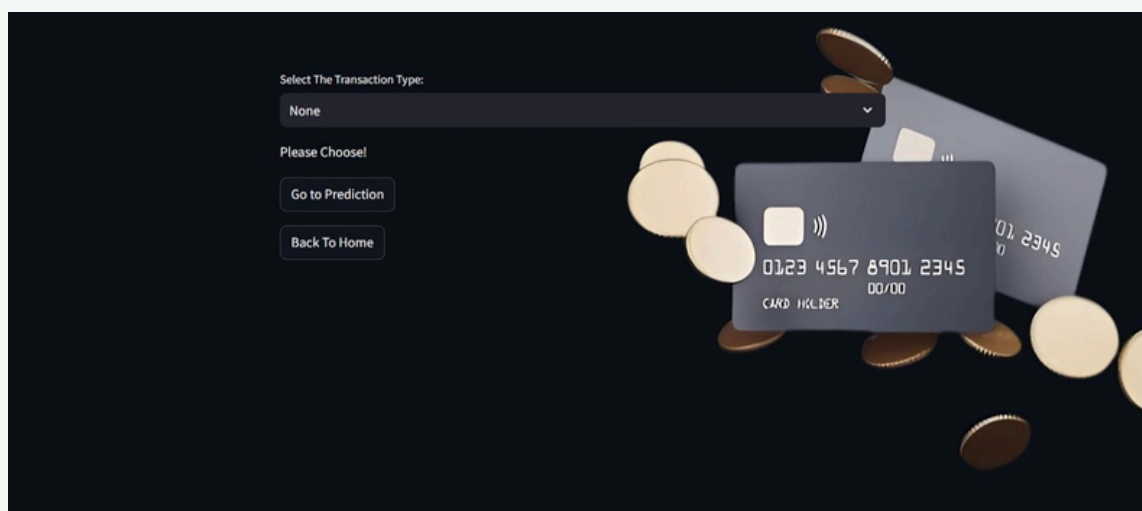 Select The Transaction Type:
None
Please Choose!
Go to Prediction
Back To Home
0123 4567 8901 2345
00/00
CARD HOLDER
01 2345